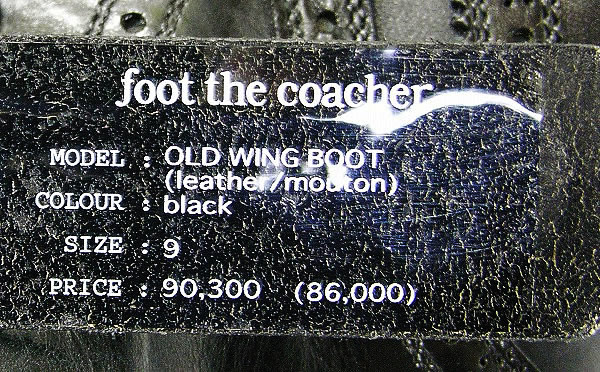 foot the coacher
MODEL : OLD WING BOOT
(leather/mouton)
COLOUR : black
SIZE : 9
PRICE : 90,300 (86,000)